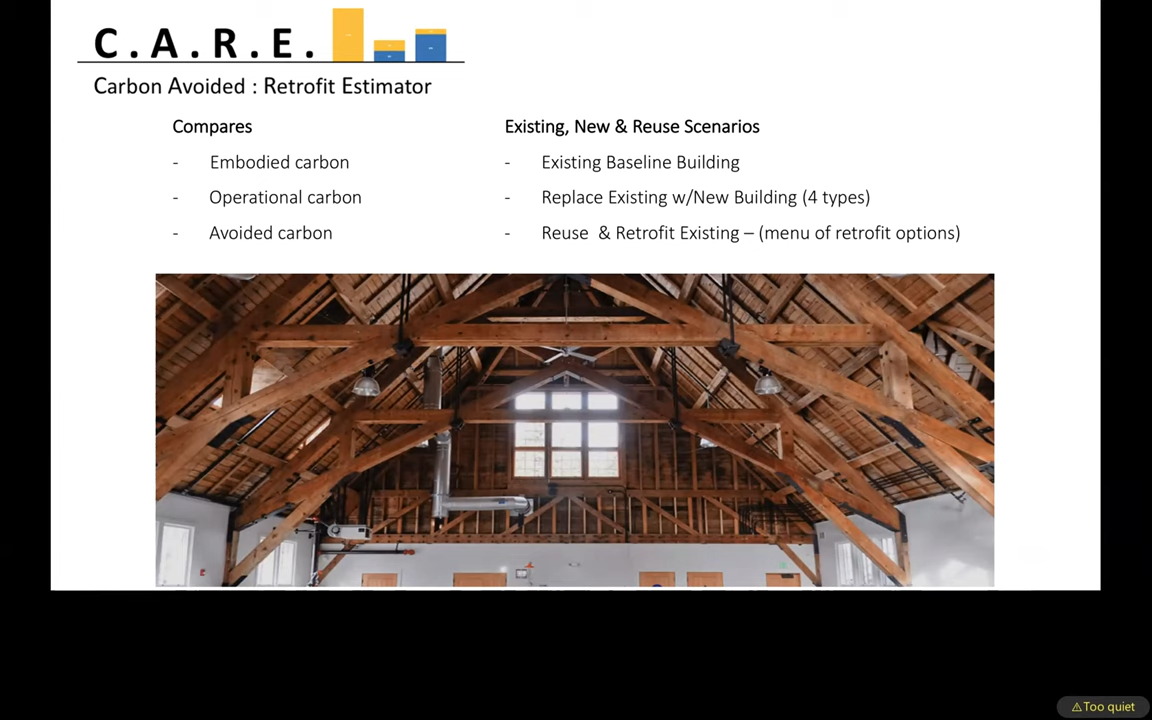 C.A.R.E.
Carbon Avoided : Retrofit Estimator
Compares
- Embodied carbon
- Operational carbon
- Avoided carbon
Existing, New & Reuse Scenarios
- Existing Baseline Building
- Replace Existing w/New Building (4 types)
- Reuse & Retrofit Existing – (menu of retrofit options)
⚠Too quiet